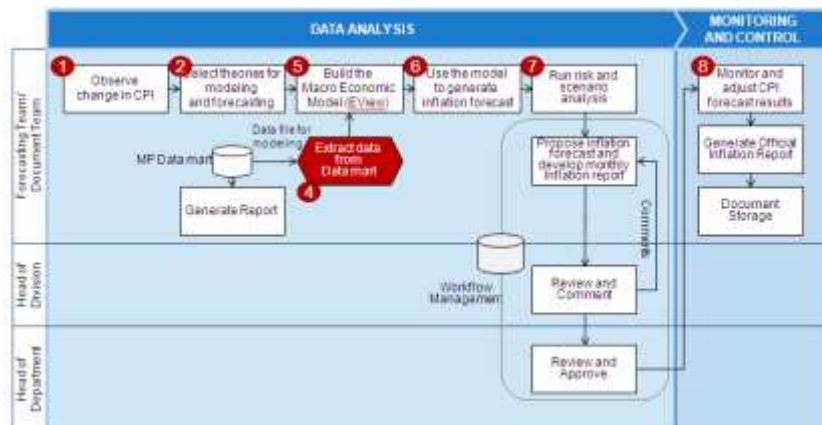 DATA ANALYSIS
MONITORING
AND CONTROL
Forecasting Team/
Document Team
1
Observe
change in CPI
2
Select theories for
modeling
and forecasting
5
Build the
Macro Economic
Model (EView)
6
Use the model
to generate
inflation forecast
7
Run risk and
scenario
analysis
8
Monitor and
adjust CPI
forecast results
Data file for
modeling
MP Data mart
Extract data
from
Data mart
4
Generate Report
Propose inflation
forecast and
develop monthly
Inflation report
Comments
Generate Official
Inflation Report
Document
Storage
Head of
Division
Workflow
Management
Review and
Comment
Head of
Department
Review and
Approve